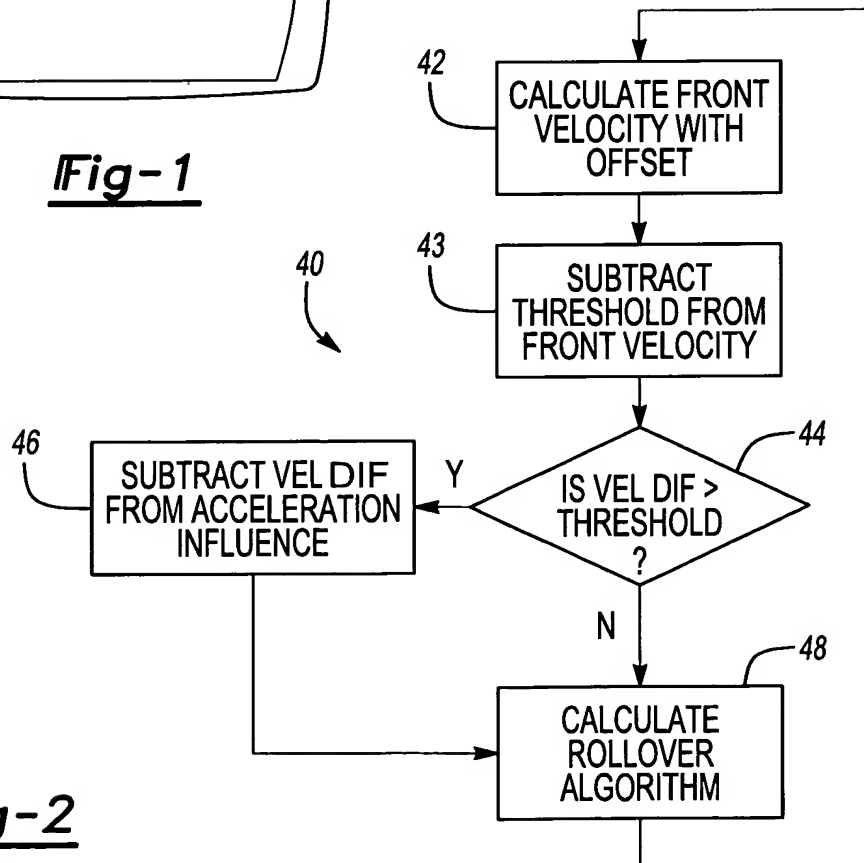 42
CALCULATE FRONT
VELOCITY WITH
OFFSET
Fig-1
40
43
SUBTRACT
THRESHOLD FROM
FRONT VELOCITY
46
SUBTRACT VEL DIF
FROM ACCELERATION
INFLUENCE
Y
44
IS VEL DIF >
THRESHOLD
?
N
48
CALCULATE
ROLLOVER
ALGORITHM
g-2